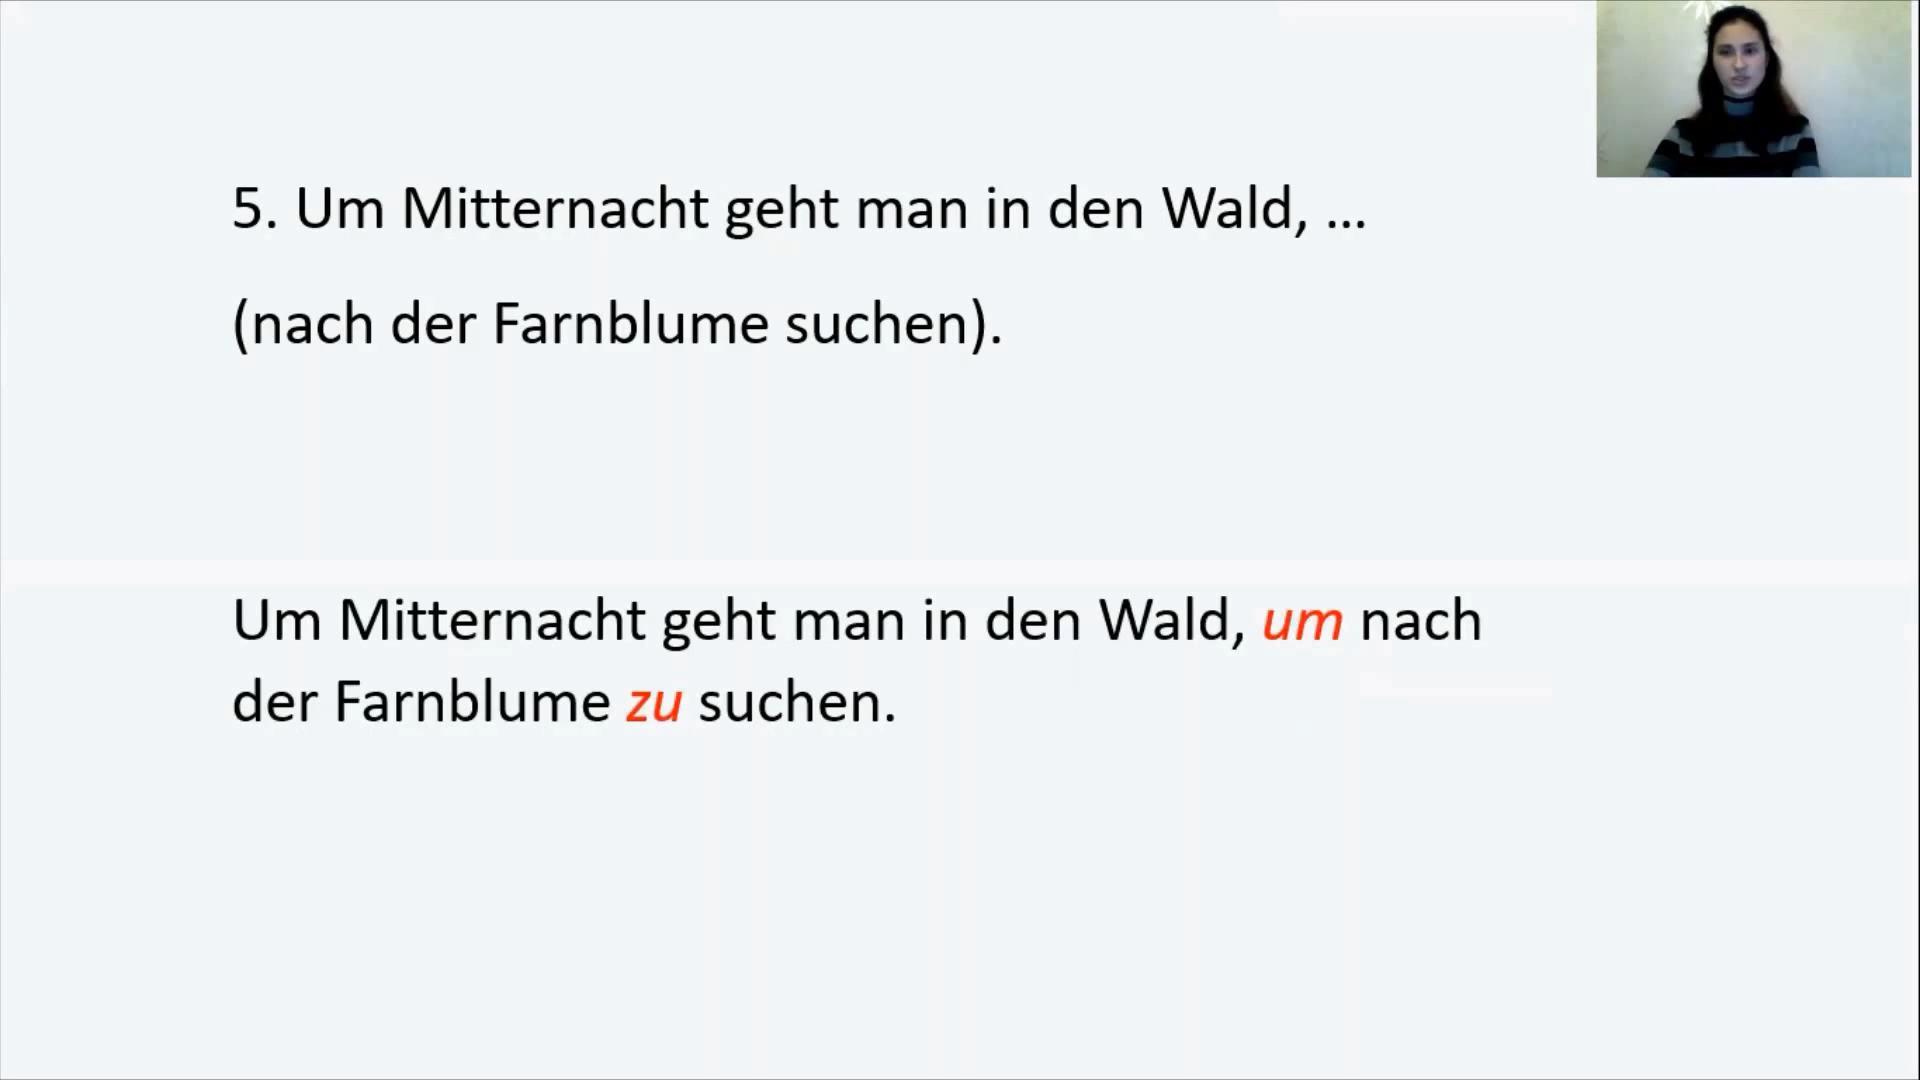 5. Um Mitternacht geht man in den Wald, ...
(nach der Farnblume suchen).
Um Mitternacht geht man in den Wald, um nach
der Farnblume zu suchen.